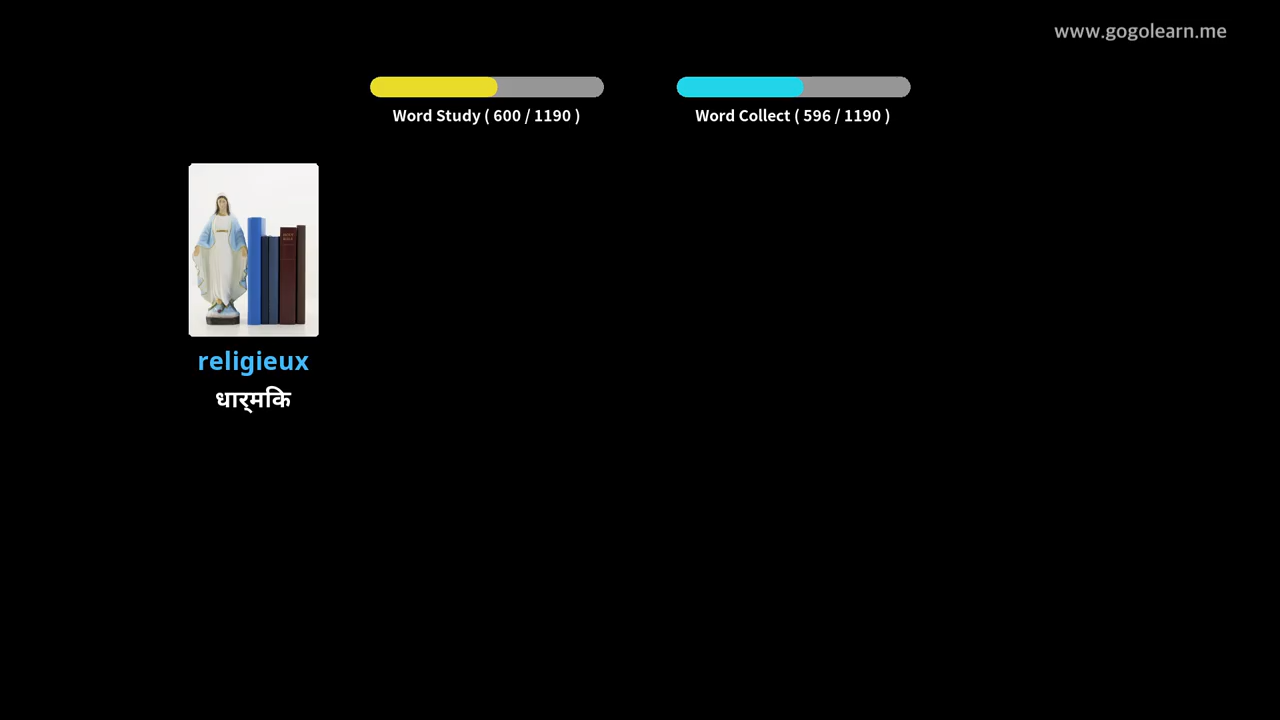 www.gogolearn.me
Word Study ( 600 / 1190 )
Word Collect ( 596 / 1190 )
religieux
धार्मकि